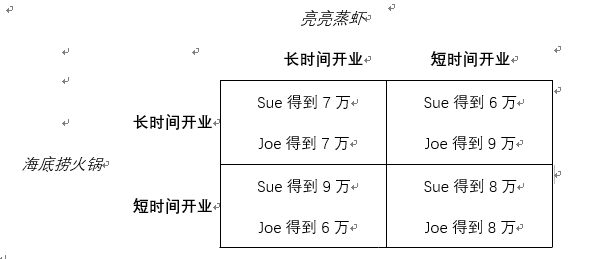 亮亮蒸虾
长时间开业 短时间开业
长时间开业
Sue 得到 7 万 Sue 得到 6 万
Joe 得到 7 万 Joe 得到 9 万
海底捞火锅
短时间开业
Sue 得到 9 万 Sue 得到 8 万
Joe 得到 6 万 Joe 得到 8 万